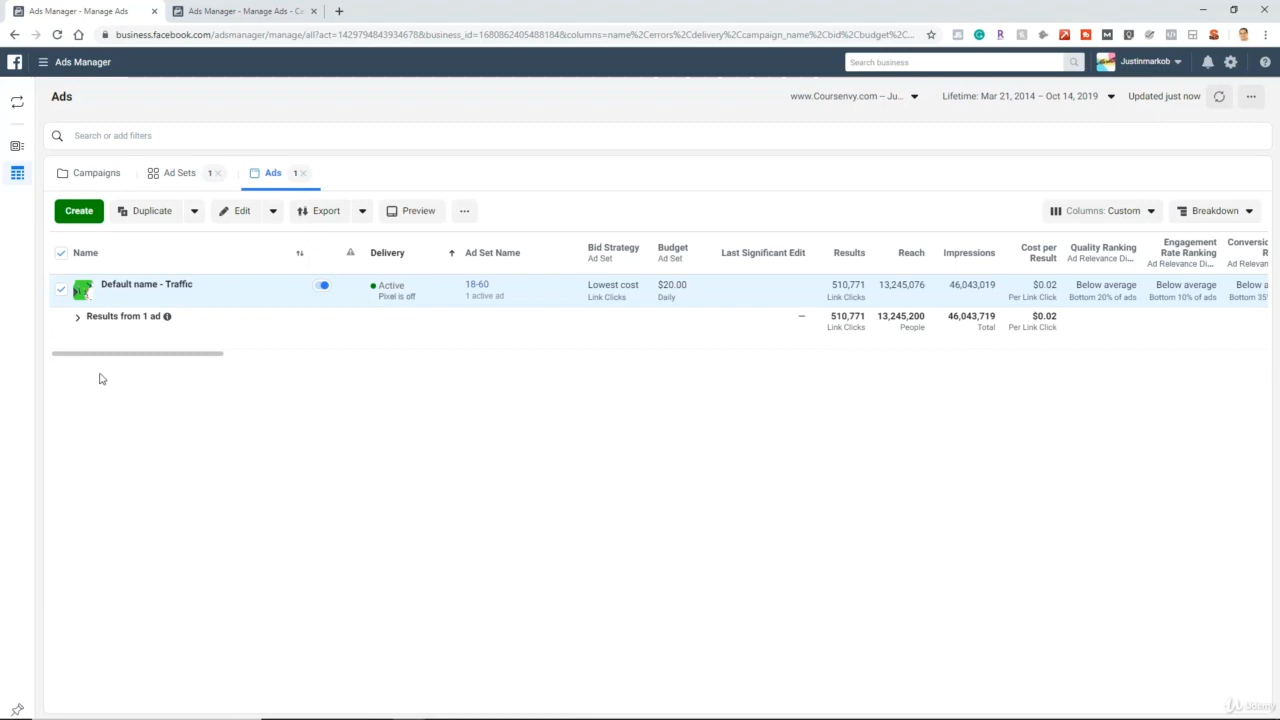 Ads Manager - Manage Ads
Ads Manager - Manage Ads - Ca
business.facebook.com/adsmanager/manage/all?act=1429794843934678&business_id=1680862405488184&columns=name%2Cerrors%2Cdelivery%2Ccampaign_name%2Cbid%2Cbudget%2C...
Ads Manager
Search business
Justinmarkob
Ads
www.Coursenvy.com -- Ju...
Lifetime: Mar 21, 2014 – Oct 14, 2019
Updated just now
Search or add filters
Campaigns
Ad Sets 1
Ads 1
Create
Duplicate
Edit
Export
Preview
Columns: Custom
Breakdown
Name
Delivery
Ad Set Name
Bid Strategy
Ad Set
Budget
Ad Set
Last Significant Edit
Results
Reach
Impressions
Cost per
Result
Quality Ranking
Ad Relevance Di...
Engagement
Rate Ranking
Ad Relevance Di...
Conversic
R
Ad Relevar
Default name - Traffic
Active
Pixel is off
18-60
1 active ad
Lowest cost
Link Clicks
$20.00
Daily
510,771
Link Clicks
13,245,076
46,043,019
$0.02
Per Link Click
Below average
Bottom 20% of ads
Below average
Bottom 10% of ads
Below a
Bottom 35°
Results from 1 ad
—
510,771
Link Clicks
13,245,200
People
46,043,719
Total
$0.02
Per Link Click
Udemy